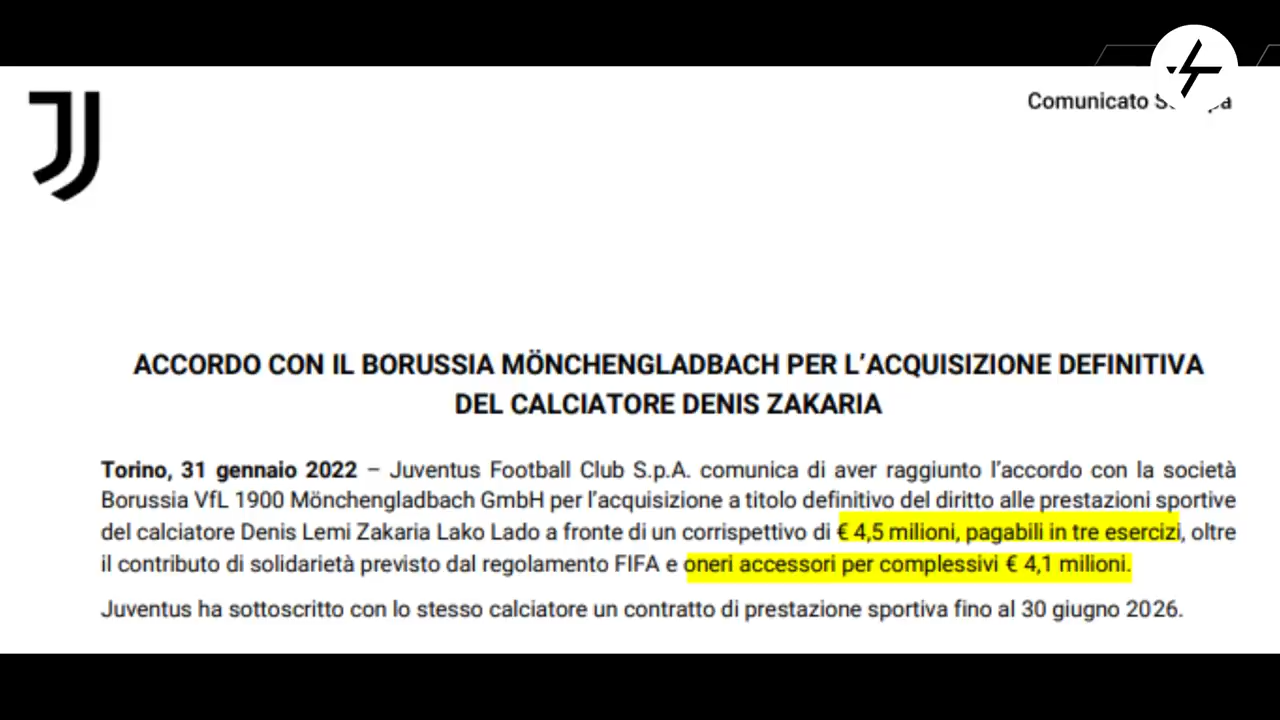 Comunicato
ACCORDO CON IL BORUSSIA MÖNCHENGLADBACH PER L'ACQUISIZIONE DEFINITIVA
DEL CALCIATORE DENIS ZAKARIA
Torino, 31 gennaio 2022 – Juventus Football Club S.p.A. comunica di aver raggiunto l'accordo con la società
Borussia VfL 1900 Mönchengladbach GmbH per l'acquisizione a titolo definitivo del diritto alle prestazioni sportive
del calciatore Denis Lemi Zakaria Lako Lado a fronte di un corrispettivo di € 4,5 milioni, pagabili in tre esercizi, oltre
il contributo di solidarietà previsto dal regolamento FIFA e oneri accessori per complessivi € 4,1 milioni.
Juventus ha sottoscritto con lo stesso calciatore un contratto di prestazione sportiva fino al 30 giugno 2026.